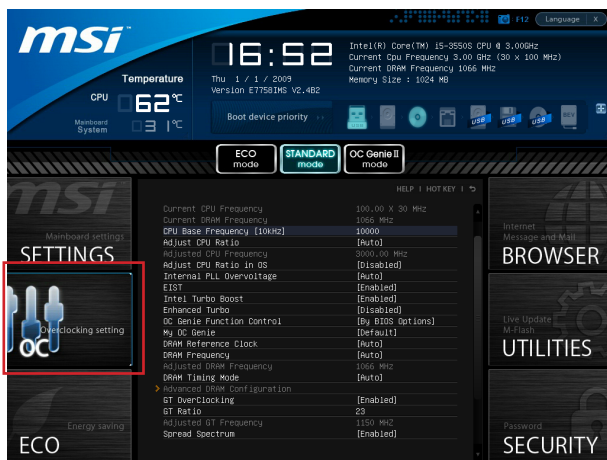 msi
16:52
F12 Language X
Intel(R) Core(TM) i5-3550S CPU @ 3.00GHz
Current Cpu Frequency 3.00 GHz (30 x 100 MHz)
Current DRAM Frequency 1066 MHz
Memory Size : 1024 MB
Thu 1 / 1 / 2009
Version E7758IMS V2.4B2
Temperature
CPU 62°C
Mainboard
System 31°C
Boot device priority
USB USB USB BEV
ECO
mode
STANDARD
mode
OC Genie II
mode
HELP | HOT KEY |
msi
Mainboard settings
SETTINGS
Overclocking setting
OC
Energy saving
ECO
Current CPU Frequency 100.00 X 30 MHz
Current DRAM Frequency 1066 MHz
CPU Base Frequency [10kHz] 10000
Adjust CPU Ratio [Auto]
Adjusted CPU Frequency 3000.00 MHz
Adjust CPU Ratio in OS [Disabled]
Internal PLL Overvoltage [Auto]
EIST [Enabled]
Intel Turbo Boost [Enabled]
Enhanced Turbo [Disabled]
OC Genie Function Control [By BIOS Options]
My OC Genie [Default]
DRAM Reference Clock [Auto]
DRAM Frequency [Auto]
Adjusted DRAM Frequency 1066 MHz
DRAM Timing Mode [Auto]
> Advanced DRAM Configuration
GT OverClocking [Enabled]
GT Ratio 23
Adjusted GT Frequency 1150 MHZ
Spread Spectrum [Enabled]
Internet
Message and Mail
BROWSER
Live Update
M-Flash
UTILITIES
Password
SECURITY